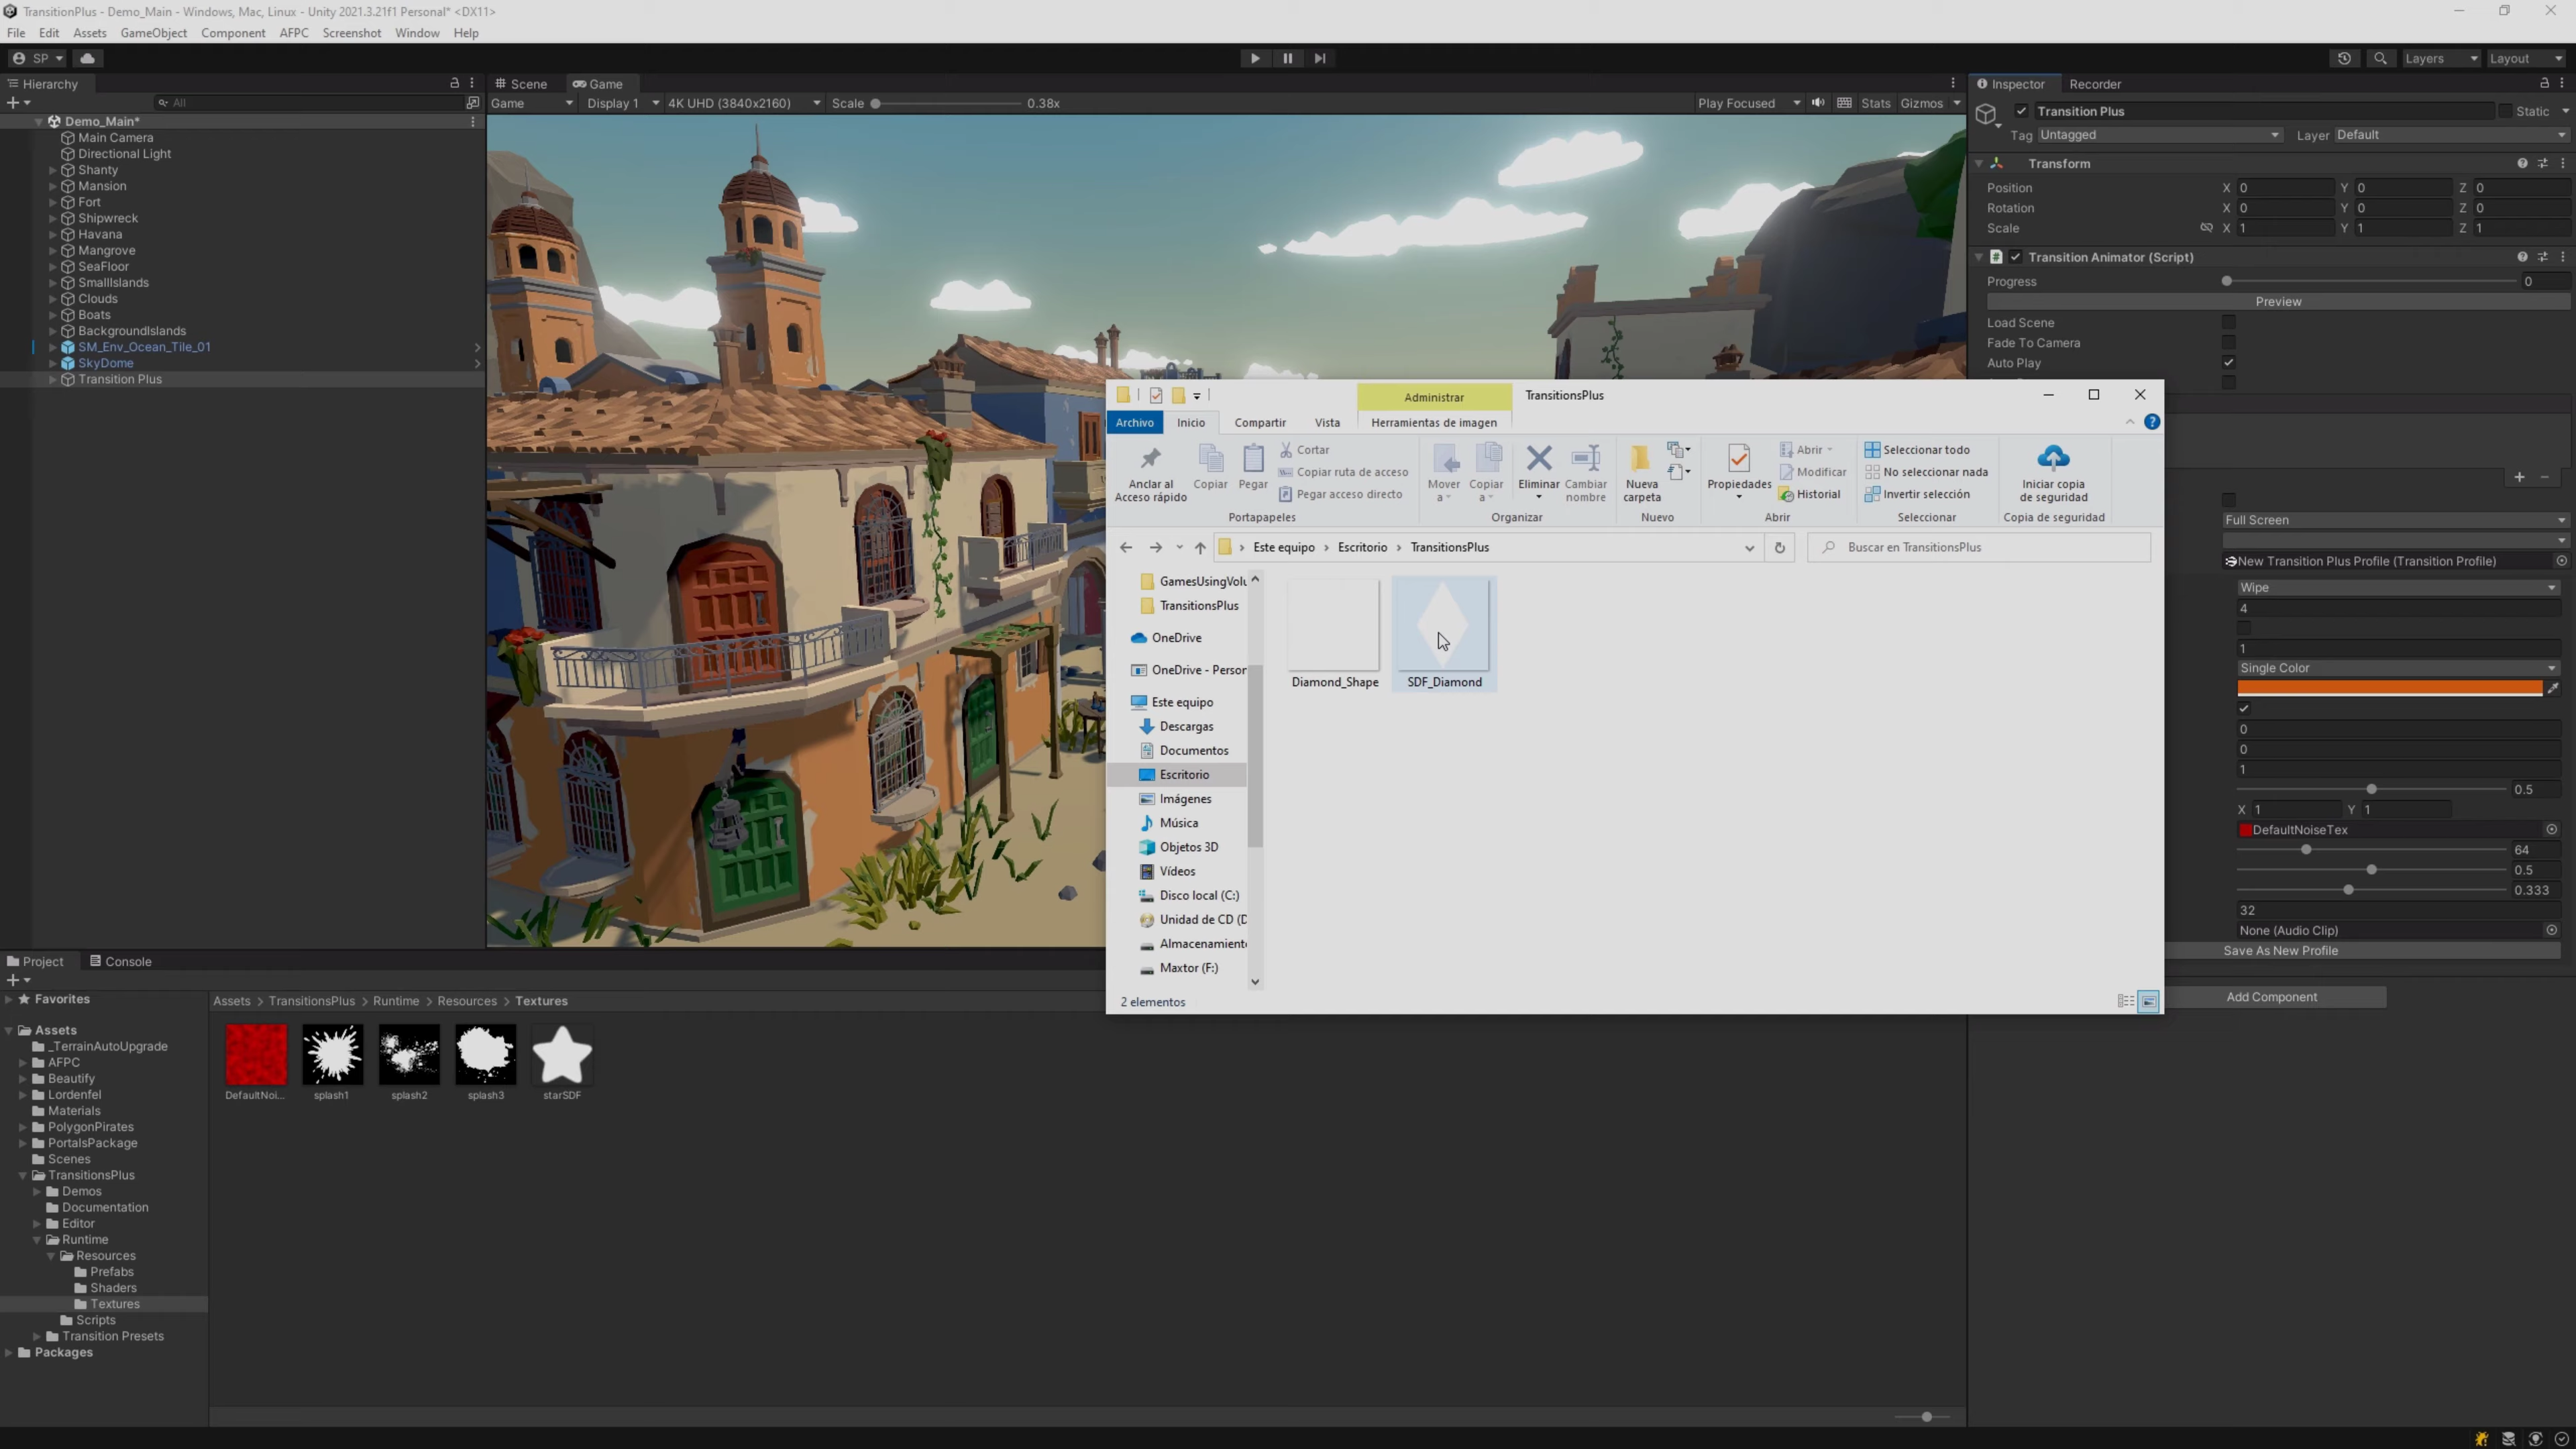 TransitionPlus - Demo_Main - Windows, Mac, Linux - Unity 2021.3.21f1 Personal* <DX11>
File Edit Assets GameObject Component AFPC Screenshot Window Help
SP Layers Layout
Hierarchy
All
Demo_Main*
Main Camera
Directional Light
Shanty
Mansion
Fort
Shipwreck
Havana
Mangrove
SeaFloor
SmallIslands
Clouds
Boats
BackgroundIslands
SM_Env_Ocean_Tile_01
SkyDome
Transition Plus
Scene Game
Game Display 1 4K UHD (3840x2160) Scale 0.38x Play Focused Stats Gizmos
Inspector Recorder
Transition Plus Static
Tag Untagged Layer Default
Transform
Position X 0 Y 0 Z 0
Rotation X 0 Y 0 Z 0
Scale X 1 Y 1 Z 1
Transition Animator (Script)
Progress 0
Preview
Load Scene
Fade To Camera
Auto Play
Full Screen
New Transition Plus Profile (Transition Profile)
Wipe
4
1
Single Color
0
0
1
0.5
X 1 Y 1
DefaultNoiseTex
64
0.5
0.333
32
None (Audio Clip)
Save As New Profile
Add Component
Administrar TransitionsPlus
Archivo Inicio Compartir Vista Herramientas de imagen
Anclar al
Acceso rápido
Copiar
Pegar
Cortar
Copiar ruta de acceso
Pegar acceso directo
Portapapeles
Mover
a
Copiar
a
Eliminar
Cambiar
nombre
Organizar
Nueva
carpeta
Nuevo
Propiedades
Abrir
Modificar
Historial
Abrir
Seleccionar todo
No seleccionar nada
Invertir selección
Seleccionar
Iniciar copia
de seguridad
Copia de seguridad
Este equipo Escritorio TransitionsPlus
Buscar en TransitionsPlus
GamesUsingVolu
TransitionsPlus
OneDrive
OneDrive - Person
Este equipo
Descargas
Documentos
Escritorio
Imágenes
Música
Objetos 3D
Vídeos
Disco local (C:)
Unidad de CD (D
Almacenamiento
Maxtor (F:)
Diamond_Shape
SDF_Diamond
2 elementos
Project Console
Favorites
Assets
_TerrainAutoUpgrade
AFPC
Beautify
Lordenfel
Materials
PolygonPirates
PortalsPackage
Scenes
TransitionsPlus
Demos
Documentation
Editor
Runtime
Resources
Prefabs
Shaders
Textures
Scripts
Transition Presets
Packages
Assets > TransitionsPlus > Runtime > Resources > Textures
DefaultNoi... splash1 splash2 splash3 starSDF